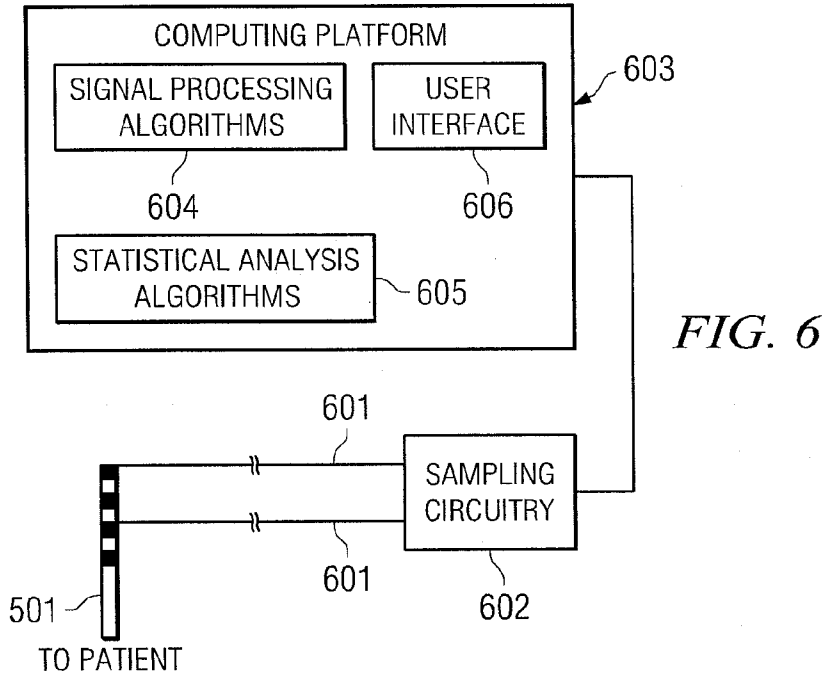 COMPUTING PLATFORM
SIGNAL PROCESSING
ALGORITHMS
604
USER
INTERFACE
606
603
STATISTICAL ANALYSIS
ALGORITHMS
605
FIG. 6
601
SAMPLING
CIRCUITRY
602
601
501
TO PATIENT